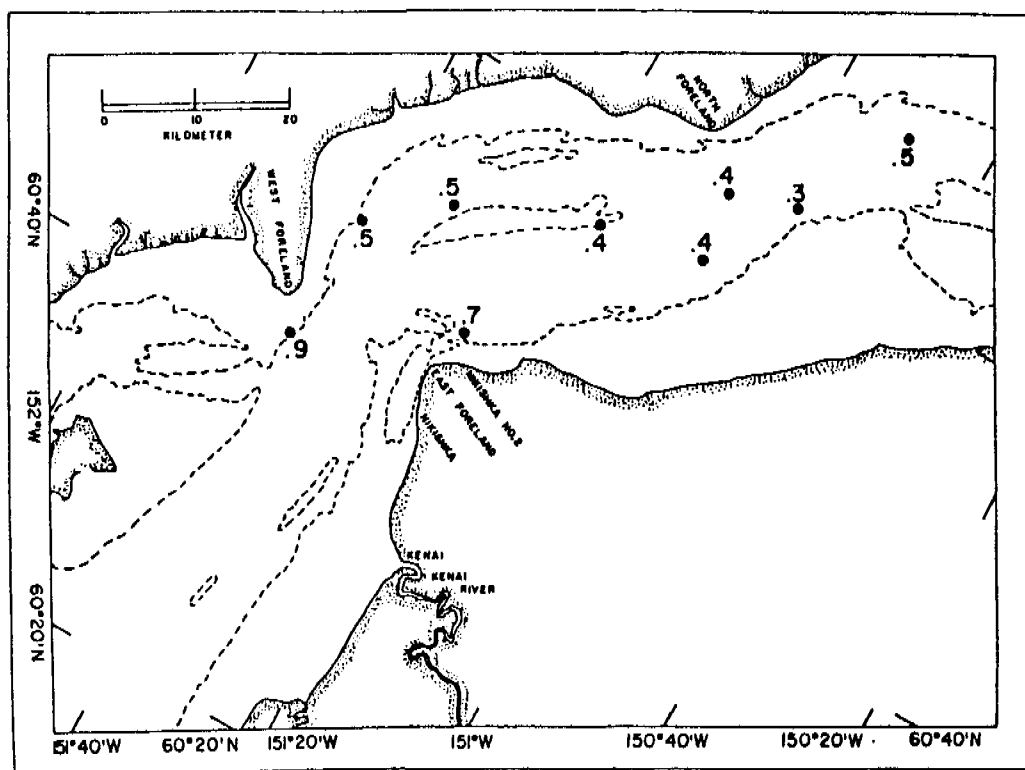 0 10 20
KILOMETER
NORTH
FORELAND
WEST FORELAND
60°40'N
152°W
60°20'N
.5
.5
.4
.4
.4
.3
.5
.9
.7
NIKISHKA NO.2
EAST FORELAND
NIKISHKA
KENAI
KENAI
RIVER
151°40'W 60°20'N 151°20'W 151°W 150°40'W 150°20'W 60°40'N